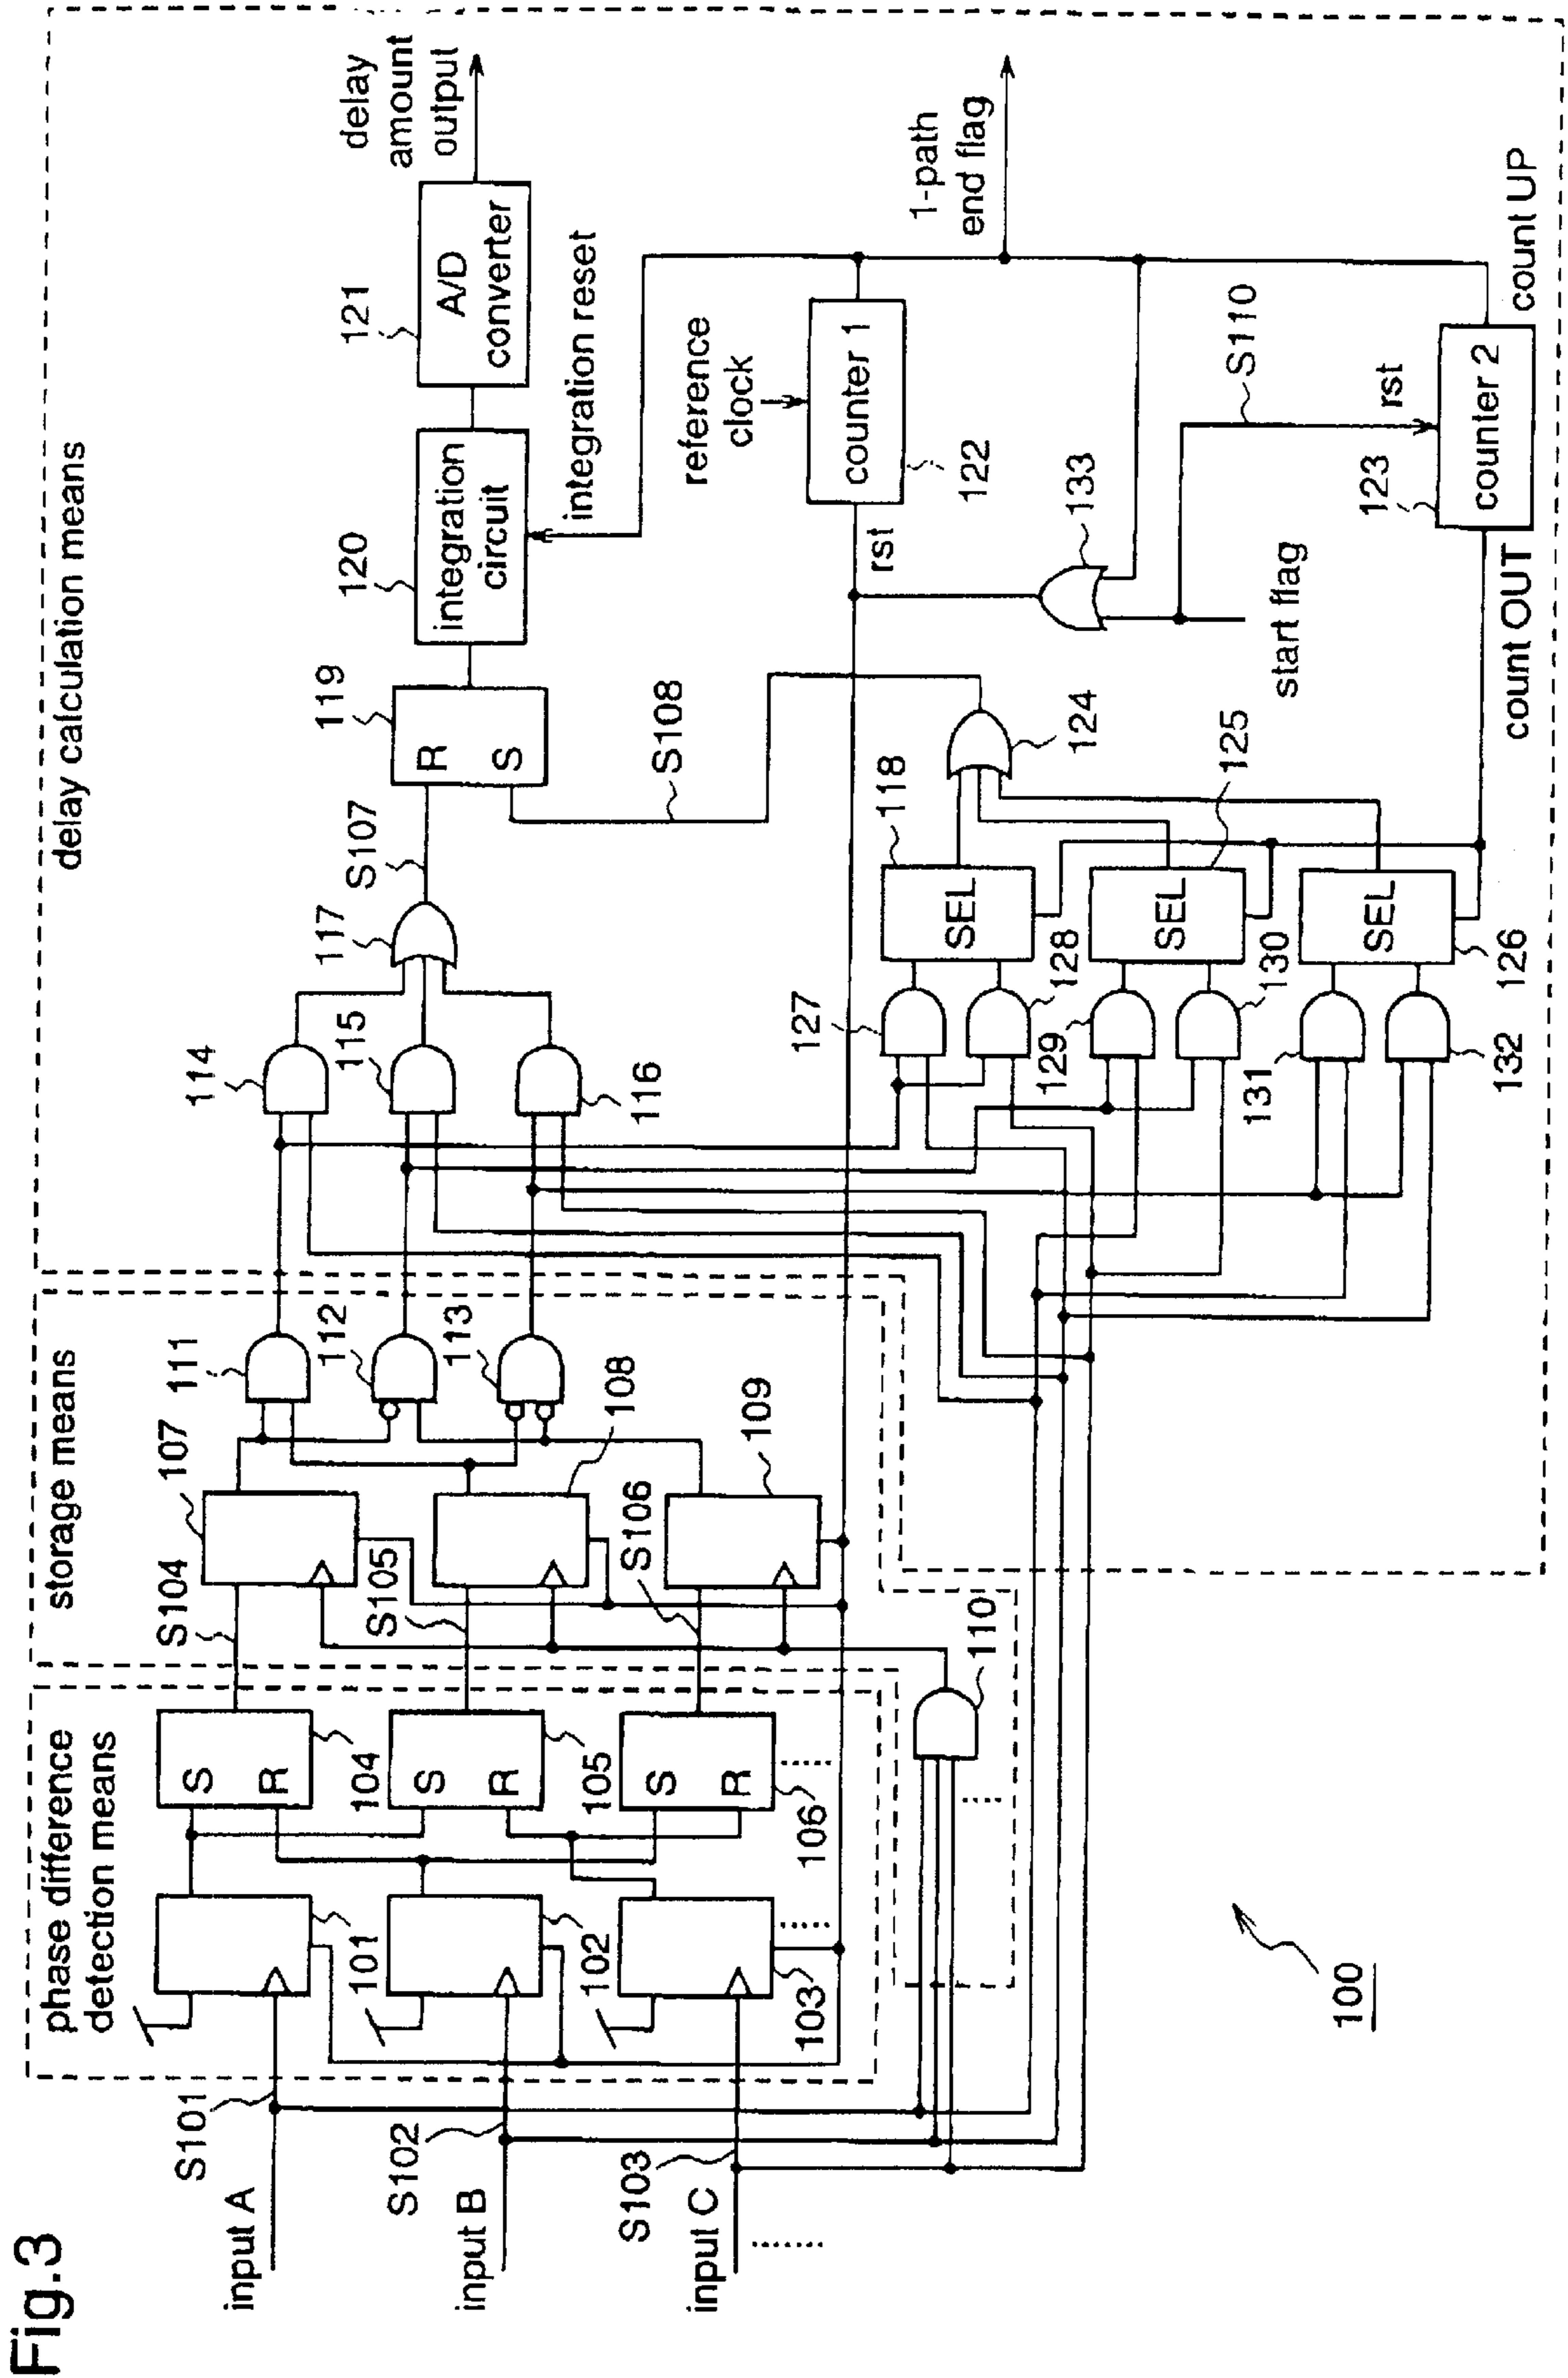 Fig.3
phase difference
detection means
storage means
delay calculation means
input A
S101
input B
S102
input C
S103
101
102
103
S
R
104
S
R
105
S
R
106
S104
S105
S106
107
108
109
110
111
112
113
114
115
116
117
S107
R
S
119
S108
integration
circuit
120
integration reset
A/D
converter
121
delay
amount
output
reference
clock
counter 1
122
rst
1-path
end flag
133
start flag
S110
rst
counter 2
123
count UP
count OUT
124
118
SEL
125
SEL
126
SEL
127
128
129
130
131
132
100